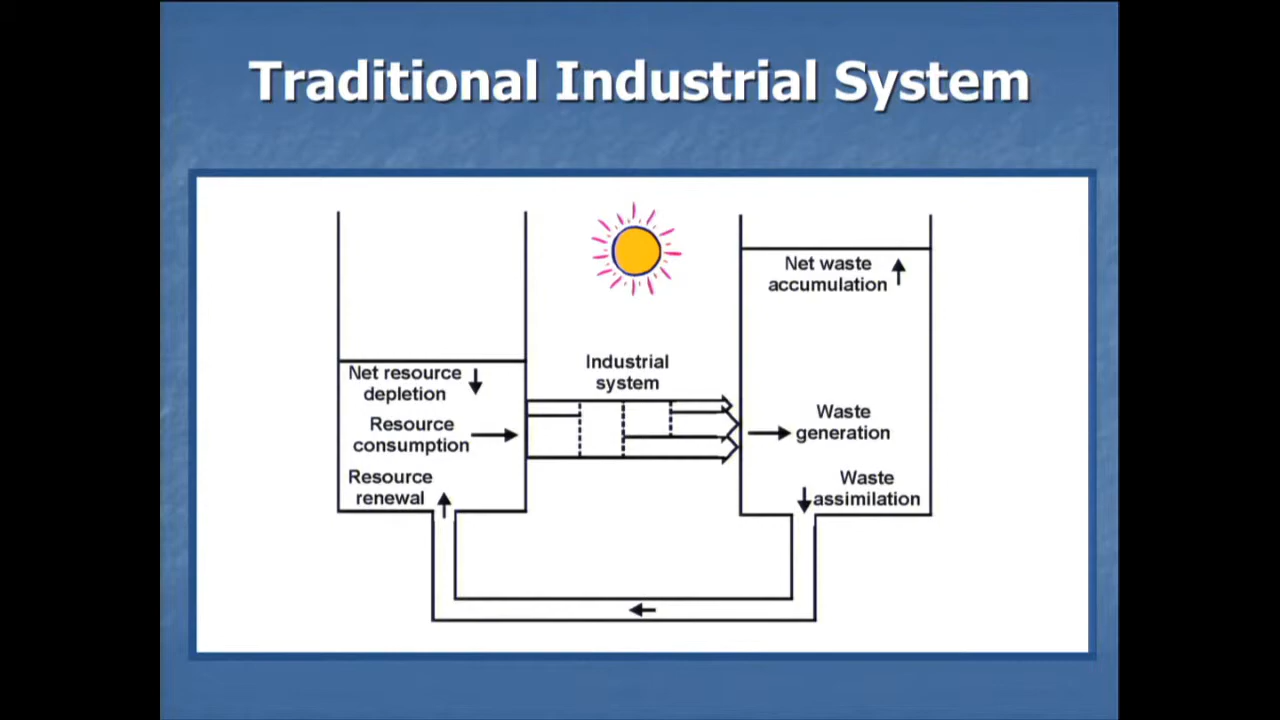 Traditional Industrial System
Net resource
depletion
Resource
consumption
Resource
renewal
Industrial
system
Net waste
accumulation
Waste
generation
Waste
assimilation